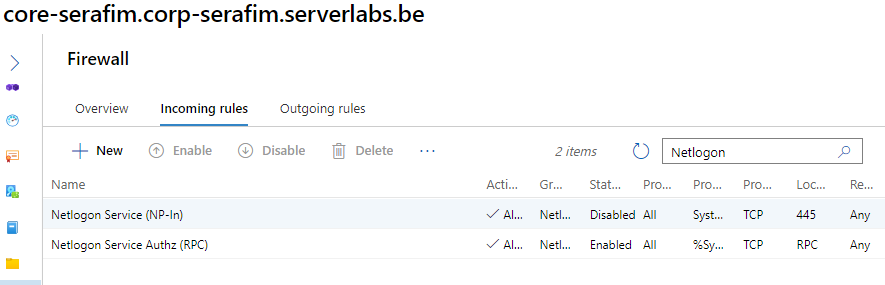 core-serafim.corp-serafim.serverlabs.be
Firewall
Overview Incoming rules Outgoing rules
New Enable Disable Delete ... 2 items Netlogon
Name Acti... Gr... Stat... Pro... Pro... Pro... Loc... Re...
Netlogon Service (NP-In) Al... Netl... Disabled All Syst... TCP 445 Any
Netlogon Service Authz (RPC) Al... Netl... Enabled All %Sy... TCP RPC Any